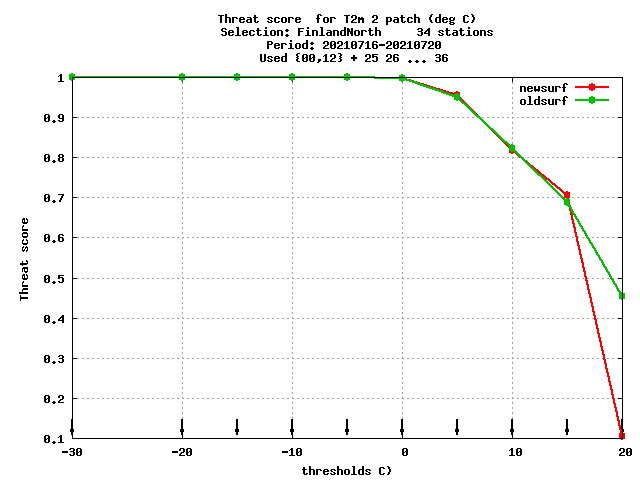 Threat score  for T2m 2 patch (deg C)
Selection: FinlandNorth     34 stations
Period: 20210716-20210720
Used {00,12} + 25 26 ... 36
newsurf
oldsurf
1
0.9
0.8
0.7
0.6
0.5
0.4
0.3
0.2
0.1
Threat score
-30
-20
-10
0
10
20
thresholds C)